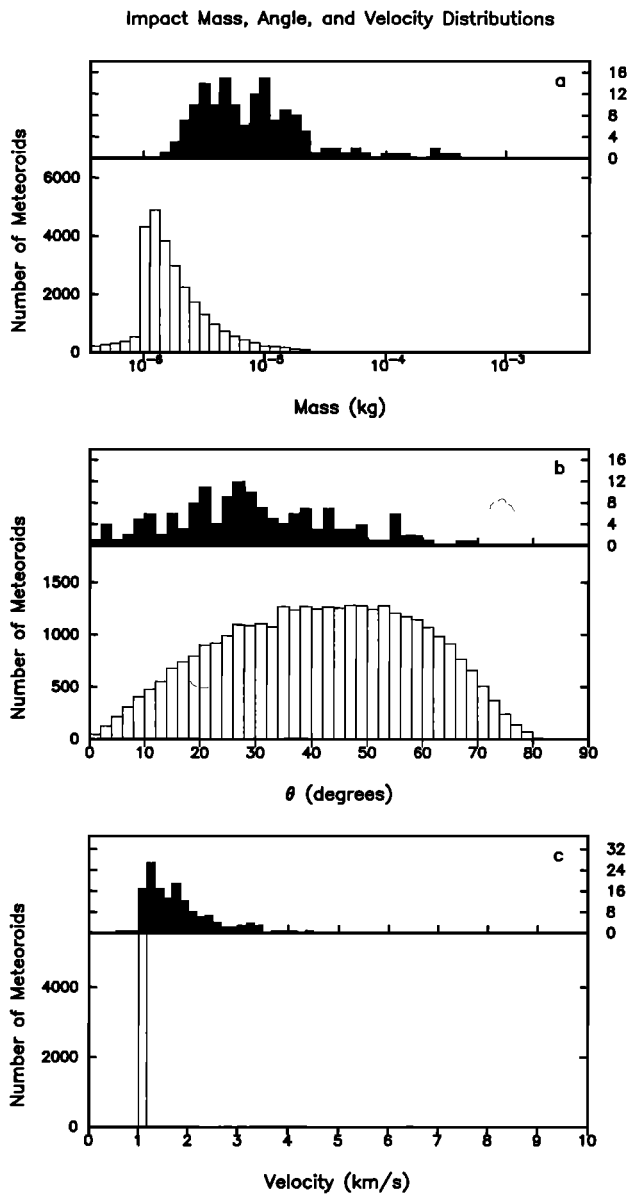 Impact Mass, Angle, and Velocity Distributions
a
16
12
8
4
0
Number of Meteoroids
6000
4000
2000
0
10⁻⁶ 10⁻⁵ 10⁻⁴ 10⁻³
Mass (kg)
b
16
12
8
4
0
Number of Meteoroids
1500
1000
500
0
0 10 20 30 40 50 60 70 80 90
θ (degrees)
c
32
24
16
8
0
Number of Meteoroids
4000
2000
0
0 1 2 3 4 5 6 7 8 9 10
Velocity (km/s)